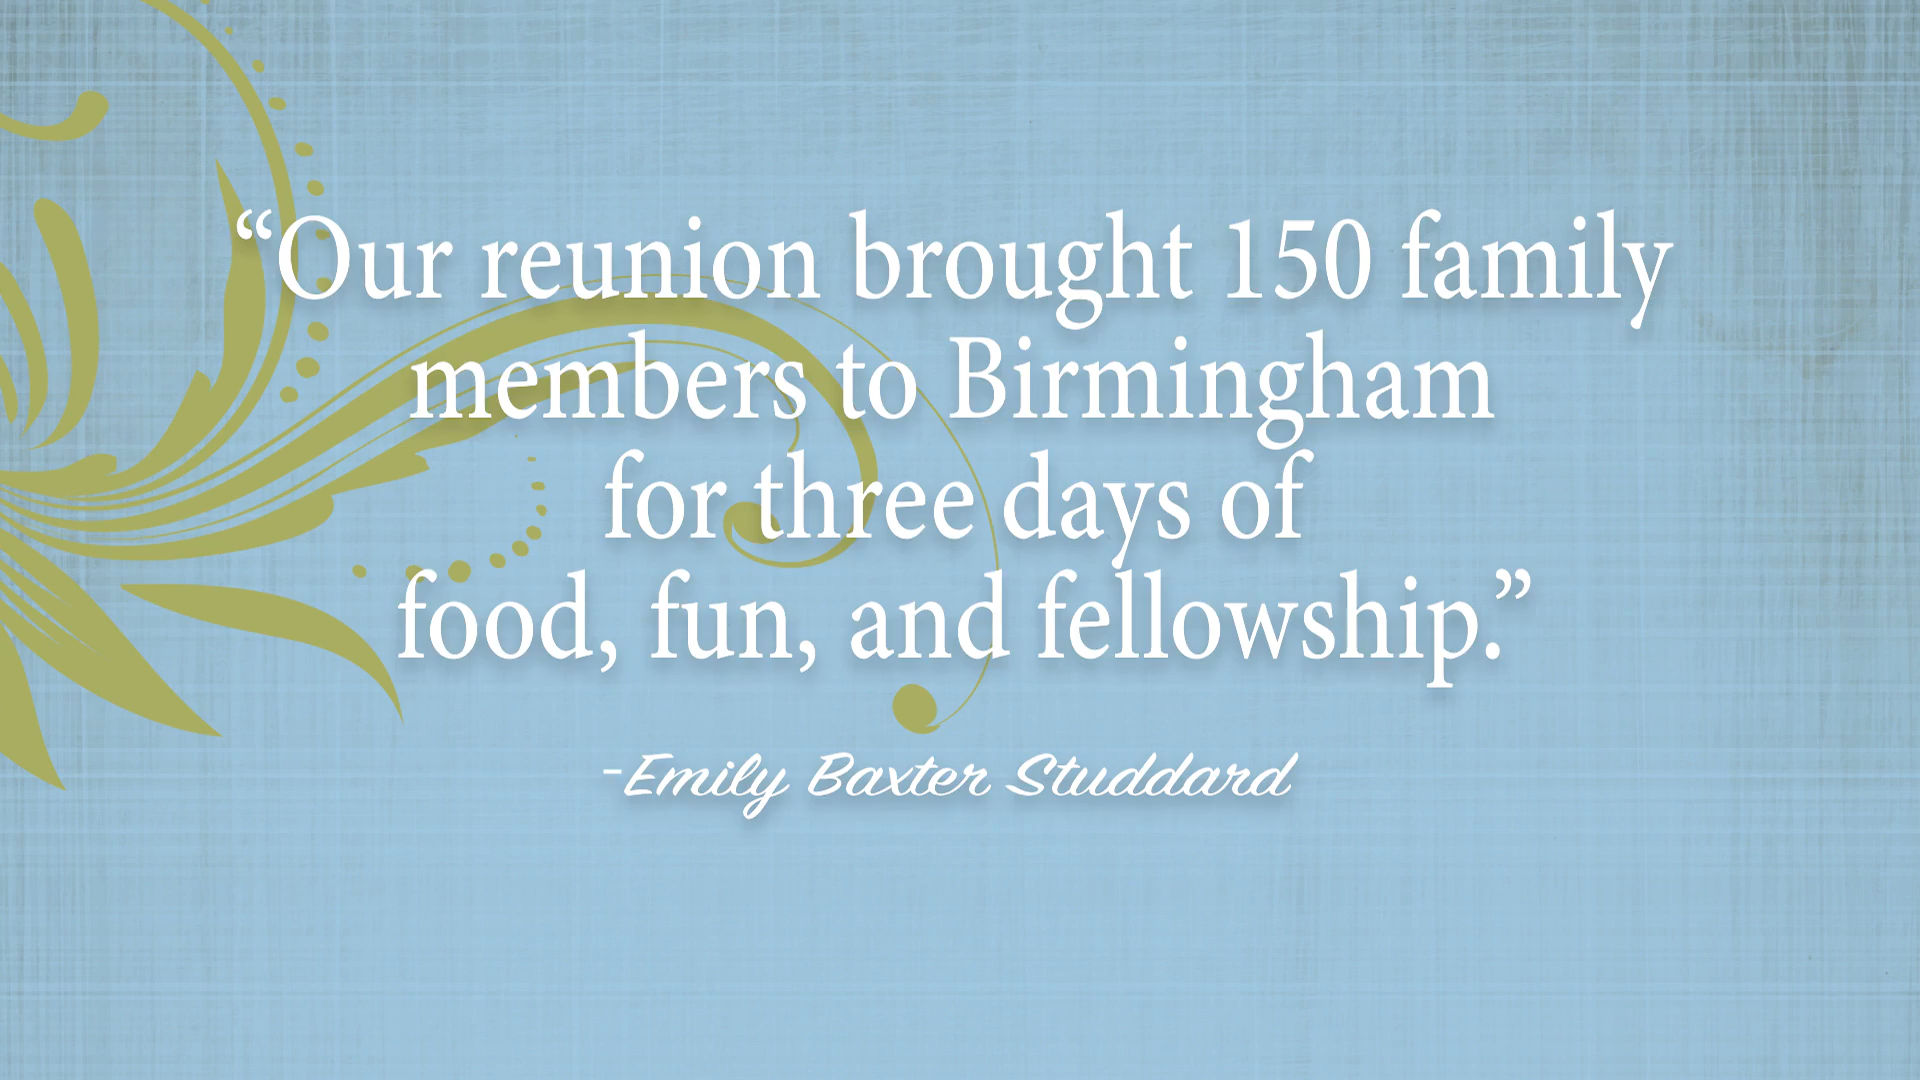 “Our reunion brought 150 family
members to Birmingham
for three days of
food, fun, and fellowship.”
-Emily Baxter Studdard